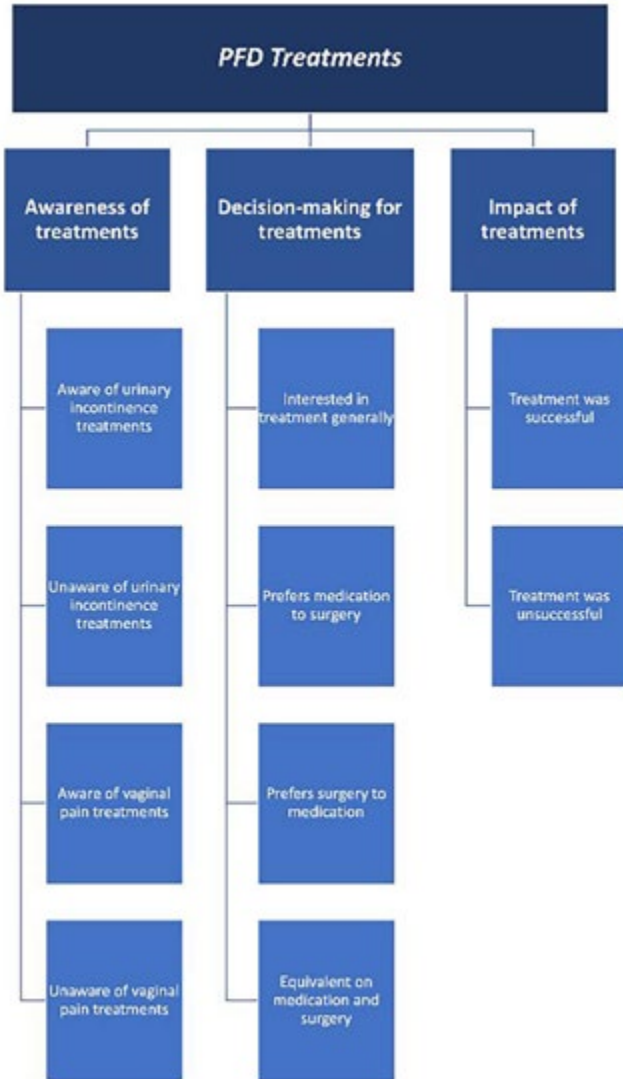 PFD Treatments
Awareness of
treatments
Decision-making for
treatments
Impact of
treatments
Aware of urinary
incontinence
treatments
Unaware of urinary
incontinence
treatments
Aware of vaginal
pain treatments
Unaware of vaginal
pain treatments
Interested in
treatment generally
Prefers medication
to surgery
Prefers surgery to
medication
Equivalent on
medication and
surgery
Treatment was
successful
Treatment was
unsuccessful